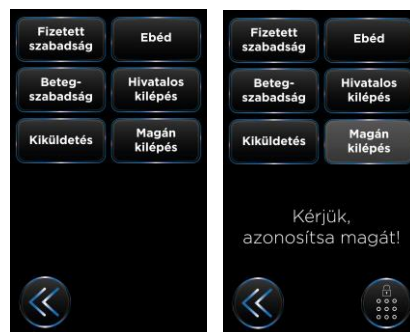 Fizetett
szabadság
Ebéd
Beteg-
szabadság
Hivatalos
kilépés
Kiküldetés
Magán
kilépés
Fizetett
szabadság
Ebéd
Beteg-
szabadság
Hivatalos
kilépés
Kiküldetés
Magán
kilépés
Kérjük,
azonosítsa magát!